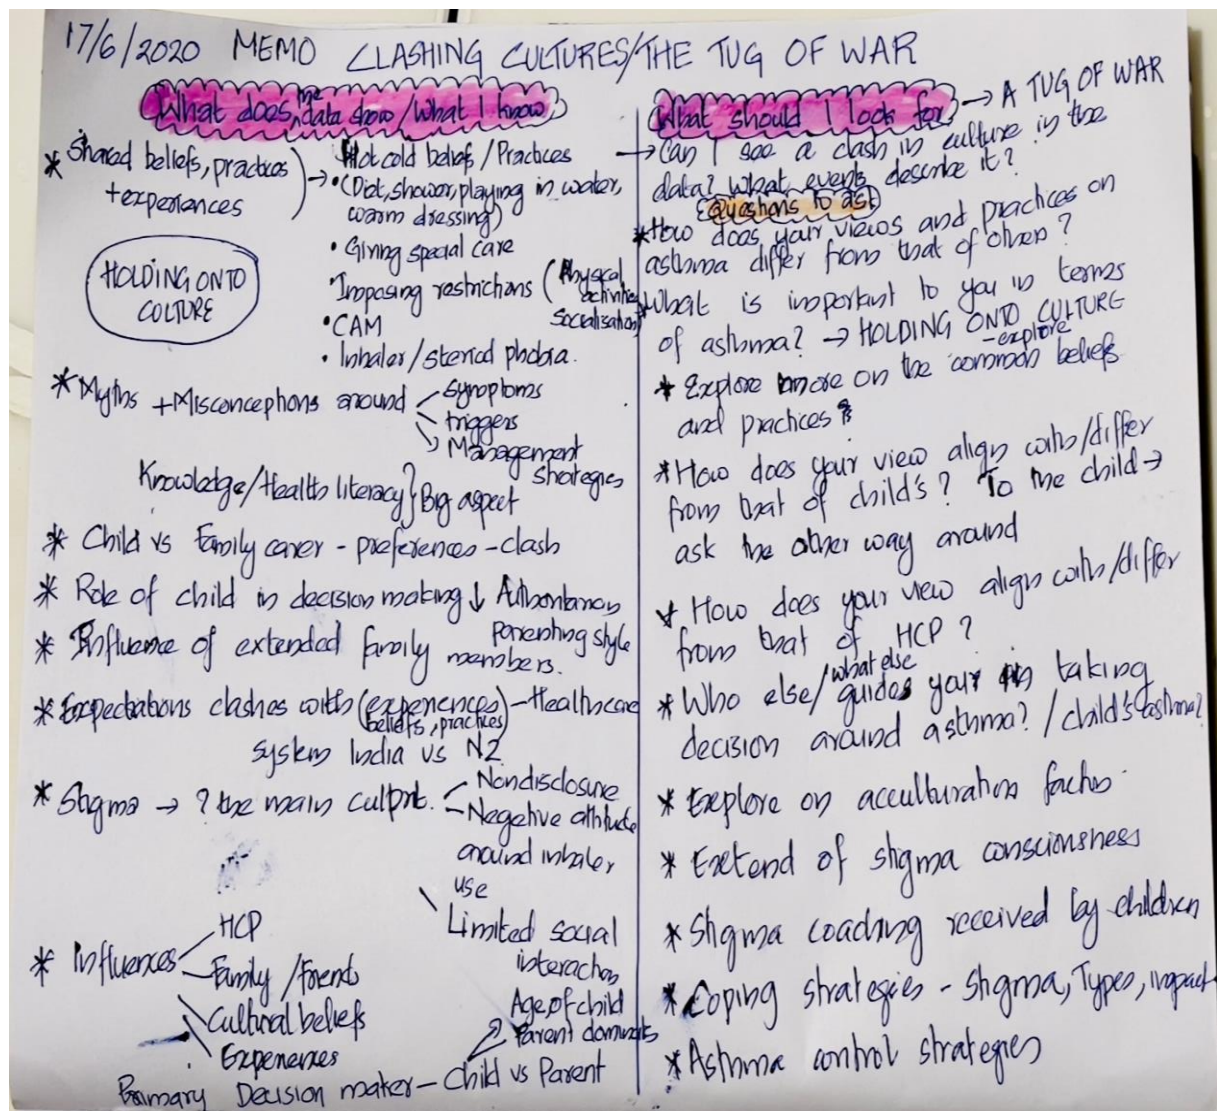 17/6/2020 MEMO CLASHING CULTURES/THE TUG OF WAR
What does the data show/What I know
* Shared beliefs, practices + experiences →
Hot cold beliefs/Practices
• (Diet, shower, playing in water,
warm dressing)
• Giving special care
• Imposing restrictions (Physical activities
Socialisation)
• CAM
• Inhaler/steriod phobia.
HOLDING ONTO
CULTURE
* Myths + Misconceptions around
Symptoms
triggers
Management
strategies
Knowledge/Health literacy } Big aspect
* Child vs Family carer - preferences - clash
* Role of child in decision making ↓ Authoritarian
parenting style
* Influence of extended family members.
* Expectations clashes with (experiences) - Healthcare
beliefs, practices
system India vs NZ
* Stigma → ? the main culprit.
Nondisclosure
Negative attitude
around inhaler
use
Limited social
interaction
* Influences
HCP
Family/Friends
Cultural beliefs
Experiences
Age of child
Parent dominates
Primary Decision maker - Child vs Parent
What should I look for → A TUG OF WAR
→ Can I see a clash in culture in the
data? What events describe it?
Questions to ask
* How does your views and practices on
asthma differ from that of others?
* What is important to you in terms
of asthma? → HOLDING ONTO CULTURE
- explore
* Explore more on the common beliefs
and practices?
* How does your view align with/differ
from that of child's? To the child →
ask the other way around
* How does your view align with/differ
from that of HCP?
* Who else/what else guides your in taking
decision around asthma?/child's asthma?
* Explore on acculturation factors.
* Extend of stigma consciousness
* Stigma coaching received by children
* Coping strategies - stigma, Types, impact
* Asthma control strategies